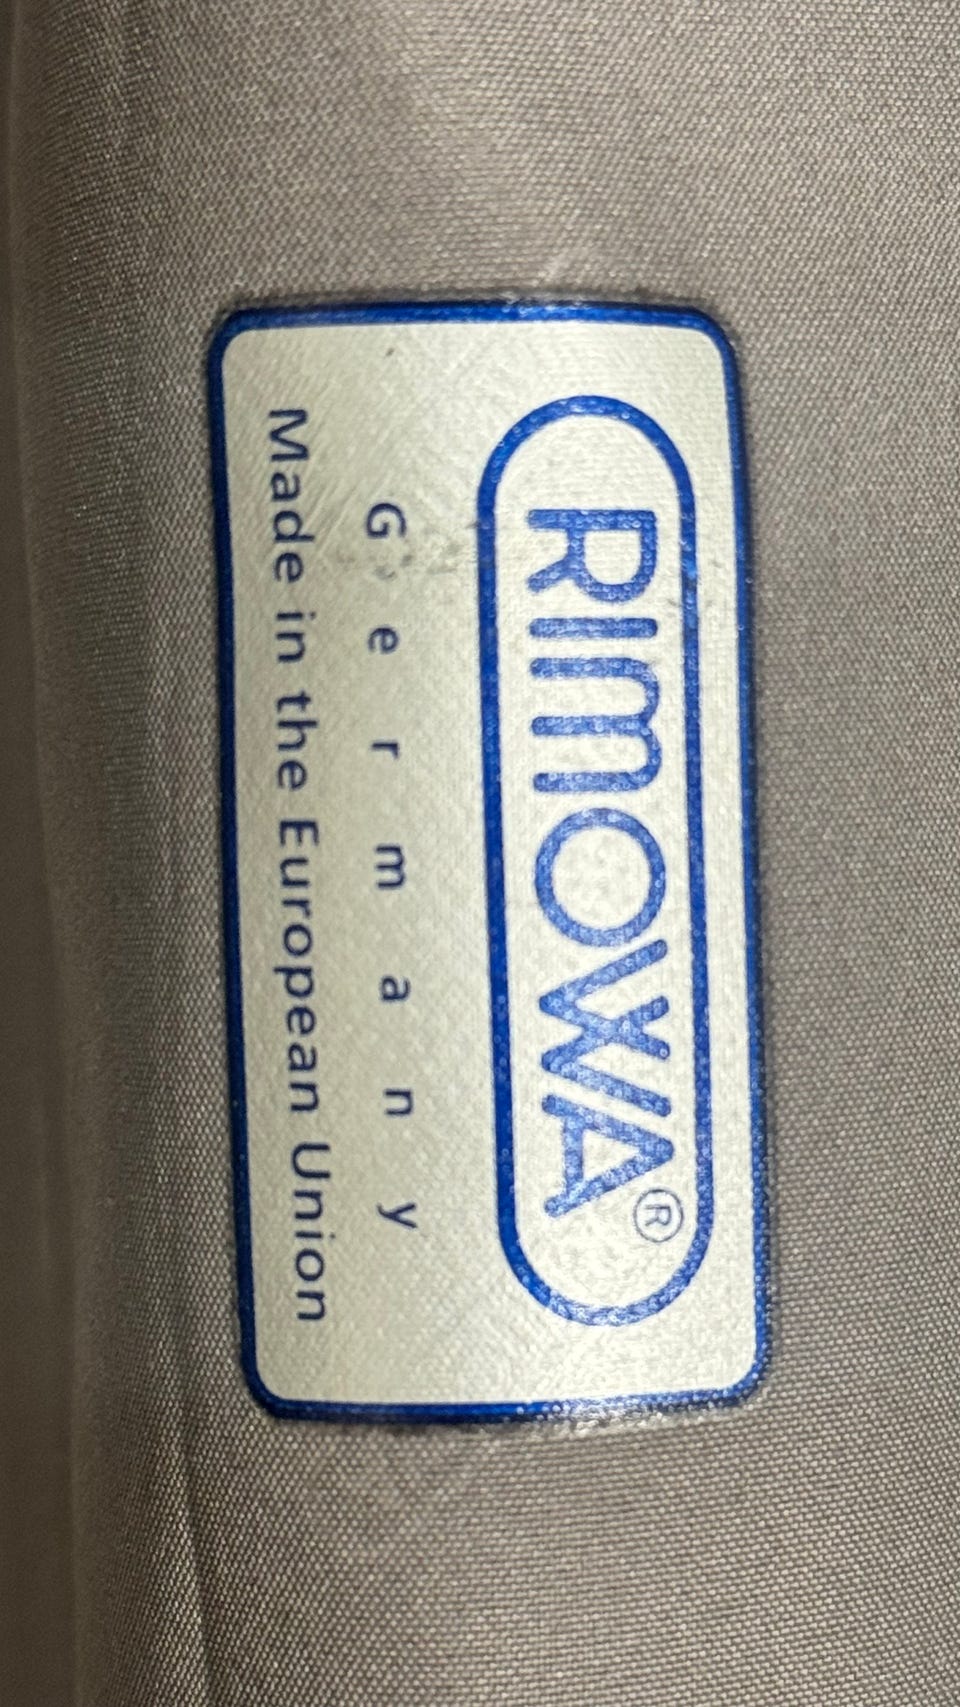 RIMOWA®
Germany
Made in the European Union